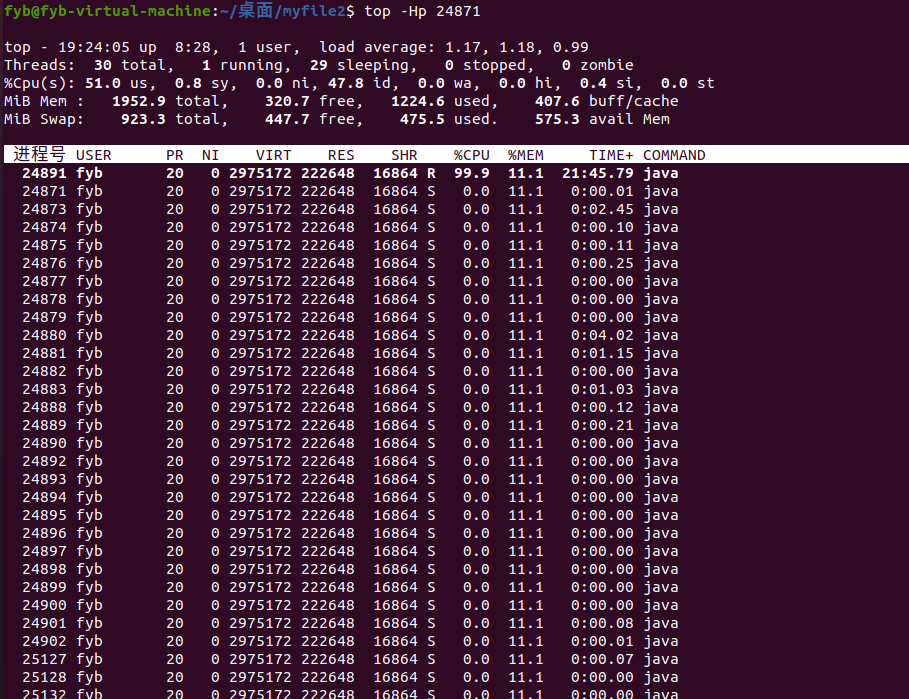 fyb@fyb-virtual-machine:~/桌面/myfile2$ top -Hp 24871
top - 19:24:05 up  8:28,  1 user,  load average: 1.17, 1.18, 0.99
Threads:  30 total,   1 running,  29 sleeping,   0 stopped,   0 zombie
%Cpu(s): 51.0 us,  0.8 sy,  0.0 ni, 47.8 id,  0.0 wa,  0.0 hi,  0.4 si,  0.0 st
MiB Mem :   1952.9 total,    320.7 free,   1224.6 used,    407.6 buff/cache
MiB Swap:    923.3 total,    447.7 free,    475.5 used.    575.3 avail Mem
进程号 USER      PR  NI    VIRT    RES    SHR    %CPU  %MEM     TIME+ COMMAND
24891 fyb       20   0 2975172 222648  16864 R  99.9  11.1  21:45.79 java
24871 fyb       20   0 2975172 222648  16864 S   0.0  11.1   0:00.01 java
24873 fyb       20   0 2975172 222648  16864 S   0.0  11.1   0:02.45 java
24874 fyb       20   0 2975172 222648  16864 S   0.0  11.1   0:00.10 java
24875 fyb       20   0 2975172 222648  16864 S   0.0  11.1   0:00.11 java
24876 fyb       20   0 2975172 222648  16864 S   0.0  11.1   0:00.25 java
24877 fyb       20   0 2975172 222648  16864 S   0.0  11.1   0:00.00 java
24878 fyb       20   0 2975172 222648  16864 S   0.0  11.1   0:00.00 java
24879 fyb       20   0 2975172 222648  16864 S   0.0  11.1   0:00.00 java
24880 fyb       20   0 2975172 222648  16864 S   0.0  11.1   0:04.02 java
24881 fyb       20   0 2975172 222648  16864 S   0.0  11.1   0:01.15 java
24882 fyb       20   0 2975172 222648  16864 S   0.0  11.1   0:00.00 java
24883 fyb       20   0 2975172 222648  16864 S   0.0  11.1   0:01.03 java
24888 fyb       20   0 2975172 222648  16864 S   0.0  11.1   0:00.12 java
24889 fyb       20   0 2975172 222648  16864 S   0.0  11.1   0:00.21 java
24890 fyb       20   0 2975172 222648  16864 S   0.0  11.1   0:00.00 java
24892 fyb       20   0 2975172 222648  16864 S   0.0  11.1   0:00.00 java
24893 fyb       20   0 2975172 222648  16864 S   0.0  11.1   0:00.00 java
24894 fyb       20   0 2975172 222648  16864 S   0.0  11.1   0:00.00 java
24895 fyb       20   0 2975172 222648  16864 S   0.0  11.1   0:00.00 java
24896 fyb       20   0 2975172 222648  16864 S   0.0  11.1   0:00.00 java
24897 fyb       20   0 2975172 222648  16864 S   0.0  11.1   0:00.00 java
24898 fyb       20   0 2975172 222648  16864 S   0.0  11.1   0:00.00 java
24899 fyb       20   0 2975172 222648  16864 S   0.0  11.1   0:00.00 java
24900 fyb       20   0 2975172 222648  16864 S   0.0  11.1   0:00.00 java
24901 fyb       20   0 2975172 222648  16864 S   0.0  11.1   0:00.08 java
24902 fyb       20   0 2975172 222648  16864 S   0.0  11.1   0:00.01 java
25127 fyb       20   0 2975172 222648  16864 S   0.0  11.1   0:00.07 java
25128 fyb       20   0 2975172 222648  16864 S   0.0  11.1   0:00.00 java
25132 fyb       20   0 2975172 222648  16864 S   0.0  11.1   0:00.00 java